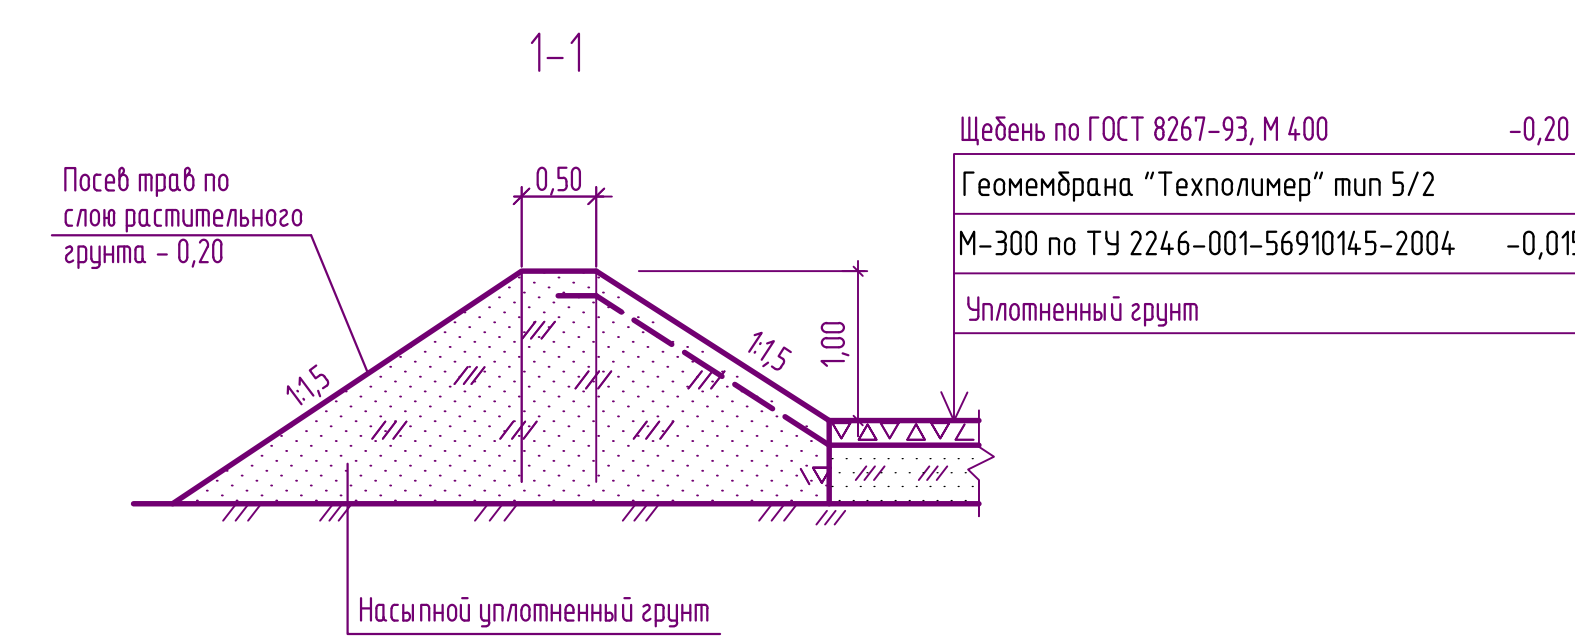 1-1
Щебень по ГОСТ 8267-93, М 400 -0,20
Посев трав по
слою растительного
грунта - 0,20
0,50
Геомембрана "Техполимер" тип 5/2
М-300 по ТУ 2246-001-56910145-2004 -0,015
Уплотненный грунт
1:1,5
1:1,5
1,00
Насыпной уплотненный грунт